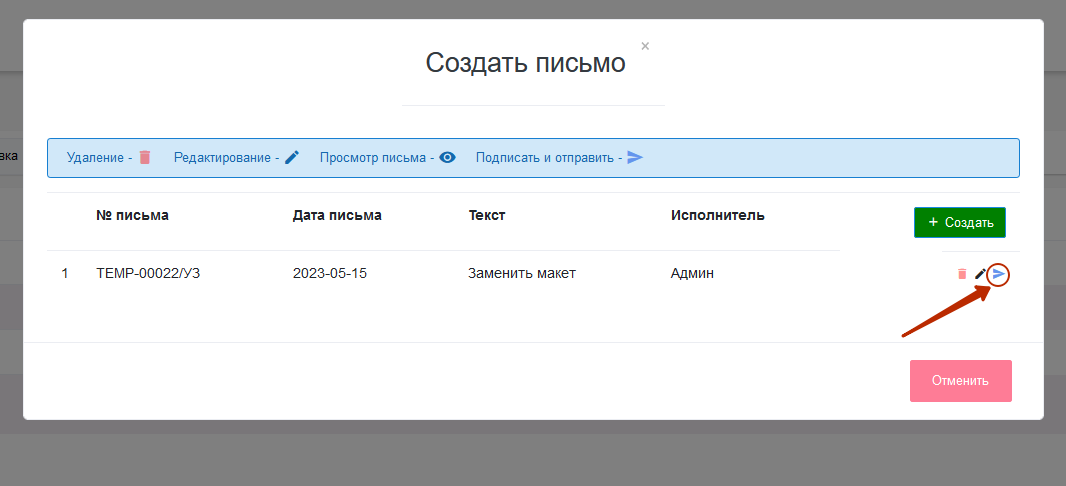 Создать письмо
×
Удаление - Редактирование - Просмотр письма - Подписать и отправить -
вка
№ письма Дата письма Текст Исполнитель + Создать
1 TEMP-00022/УЗ 2023-05-15 Заменить макет Админ
Отменить